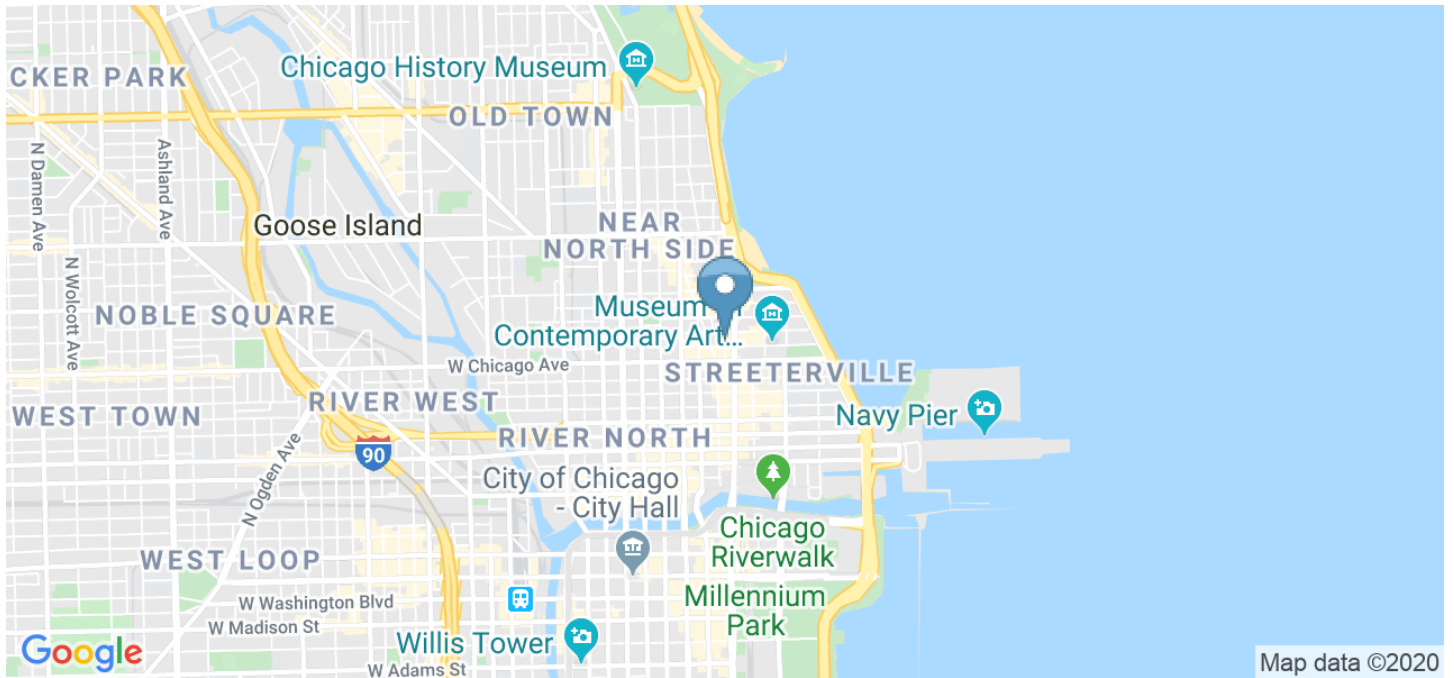 Chicago History Museum
CKER PARK
OLD TOWN
N Damen Ave
Ashland Ave
Goose Island
NEAR
NORTH SIDE
N Wolcott Ave
NOBLE SQUARE
Museum
Contemporary Art...
W Chicago Ave
STREETERVILLE
RIVER WEST
WEST TOWN
Navy Pier
RIVER NORTH
90
N Ogden Ave
City of Chicago
- City Hall
Chicago
Riverwalk
WEST LOOP
W Washington Blvd
Millennium
Park
W Madison St
Willis Tower
Google
W Adams St
Map data ©2020